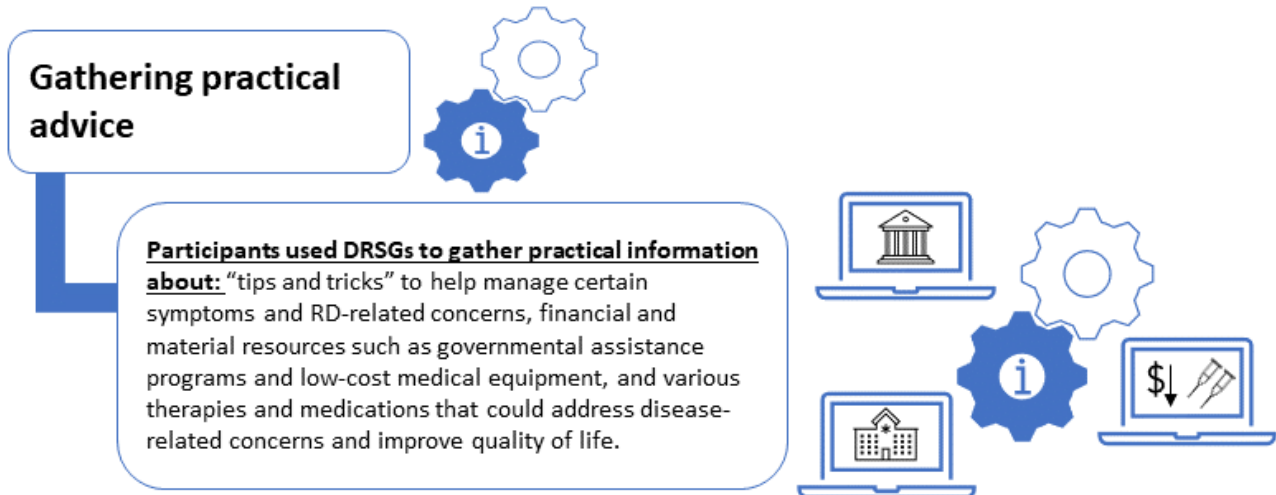 Gathering practical
advice
i
Participants used DRSGs to gather practical information
about: “tips and tricks” to help manage certain
symptoms and RD-related concerns, financial and
material resources such as governmental assistance
programs and low-cost medical equipment, and various
therapies and medications that could address disease-
related concerns and improve quality of life.
i
$